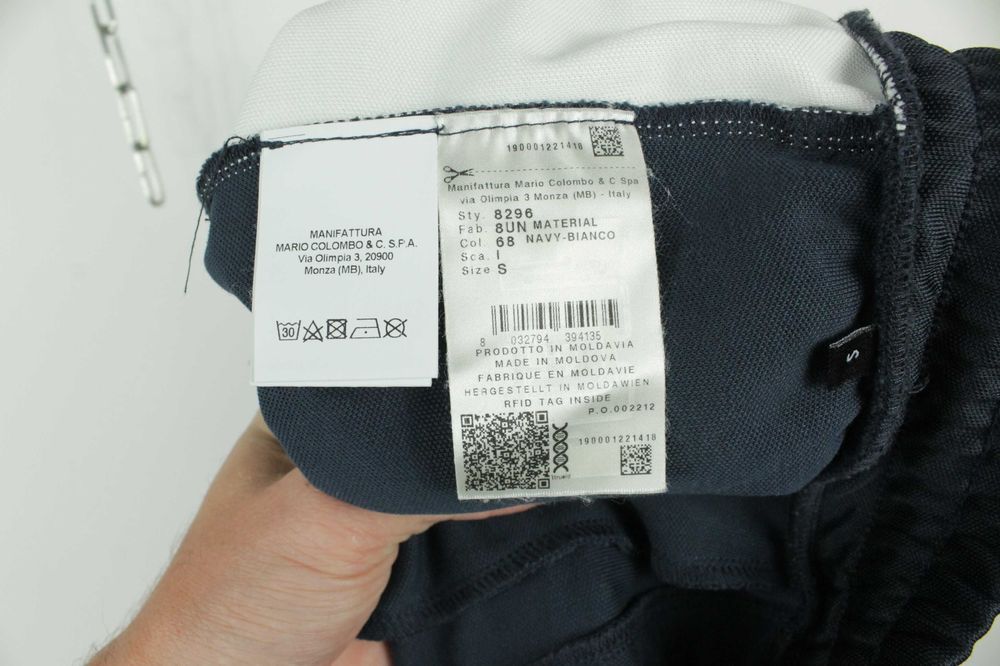 MANIFATTURA
MARIO COLOMBO & C. S.P.A.
Via Olimpia 3, 20900
Monza (MB), Italy
30
190001221418
Manifattura Mario Colombo & C Spa
via Olimpia 3 Monza (MB) - Italy
Sty. 8296
Fab. 8UN MATERIAL
Col. 68 NAVY-BIANCO
Sca. I
Size S
8 032794 394135
PRODOTTO IN MOLDAVIA
MADE IN MOLDOVA
FABRIQUE EN MOLDAVIE
HERGESTELLT IN MOLDAWIEN
RFID TAG INSIDE
P.O.002212
190001221418
S